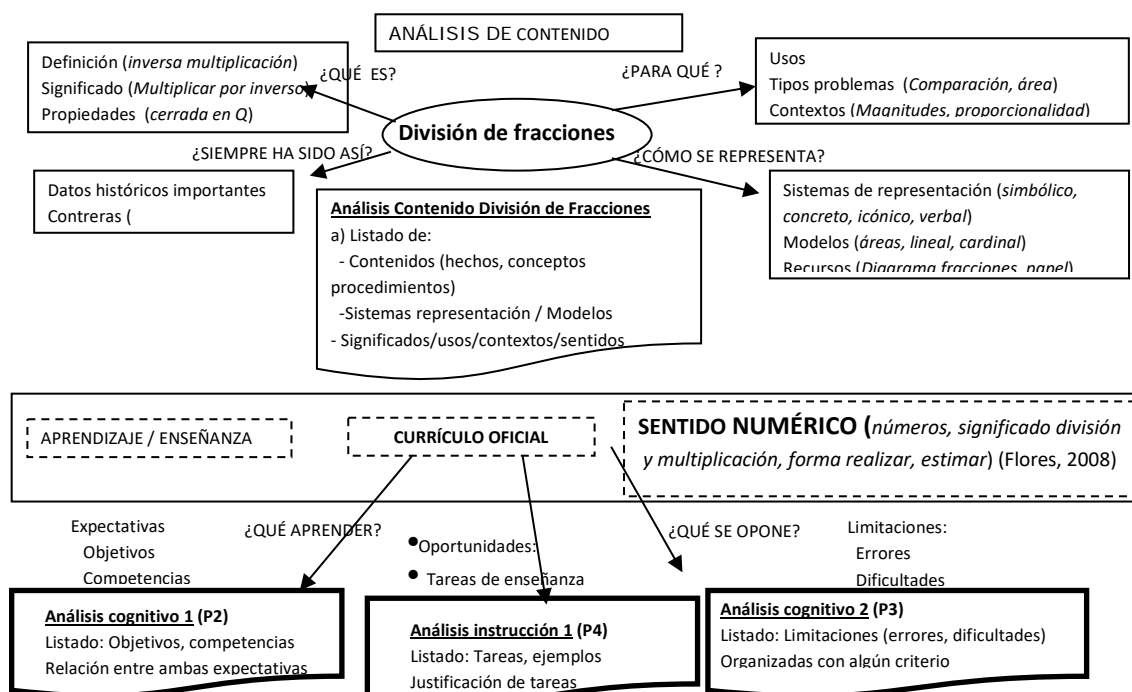 ANÁLISIS DE CONTENIDO
Definición (inversa multiplicación)
Significado (Multiplicar por inverso)
Propiedades (cerrada en Q)
¿QUÉ ES?
¿PARA QUÉ ?
Usos
Tipos problemas (Comparación, área)
Contextos (Magnitudes, proporcionalidad)
División de fracciones
¿SIEMPRE HA SIDO ASÍ?
¿CÓMO SE REPRESENTA?
Datos históricos importantes
Contreras (
Análisis Contenido División de Fracciones
a) Listado de:
- Contenidos (hechos, conceptos
procedimientos)
-Sistemas representación / Modelos
- Significados/usos/contextos/sentidos
Sistemas de representación (simbólico,
concreto, icónico, verbal)
Modelos (áreas, lineal, cardinal)
Recursos (Diagrama fracciones, papel)
APRENDIZAJE / ENSEÑANZA
CURRÍCULO OFICIAL
SENTIDO NUMÉRICO (números, significado división
y multiplicación, forma realizar, estimar) (Flores, 2008)
Expectativas
Objetivos
Competencias
¿QUÉ APRENDER?
•Oportunidades:
• Tareas de enseñanza
¿QUÉ SE OPONE?
Limitaciones:
Errores
Dificultades
Análisis cognitivo 1 (P2)
Listado: Objetivos, competencias
Relación entre ambas expectativas
Análisis instrucción 1 (P4)
Listado: Tareas, ejemplos
Justificación de tareas
Análisis cognitivo 2 (P3)
Listado: Limitaciones (errores, dificultades)
Organizadas con algún criterio